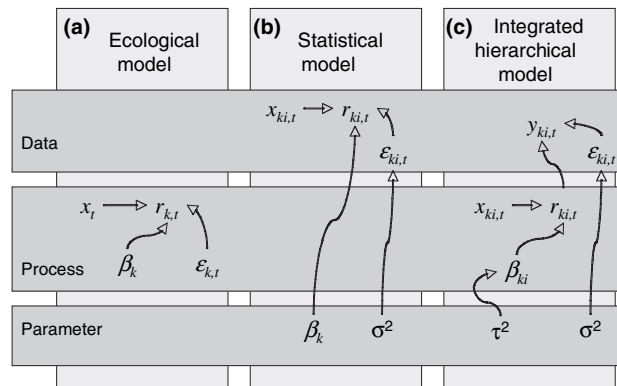 (a) Ecological model
(b) Statistical model
(c) Integrated hierarchical model
Data
x_{ki,t} r_{ki,t}
y_{ki,t}
ε_{ki,t} ε_{ki,t}
Process
x_t r_{k,t}
x_{ki,t} r_{ki,t}
β_k ε_{k,t}
β_{ki}
Parameter
β_k σ²
τ² σ²